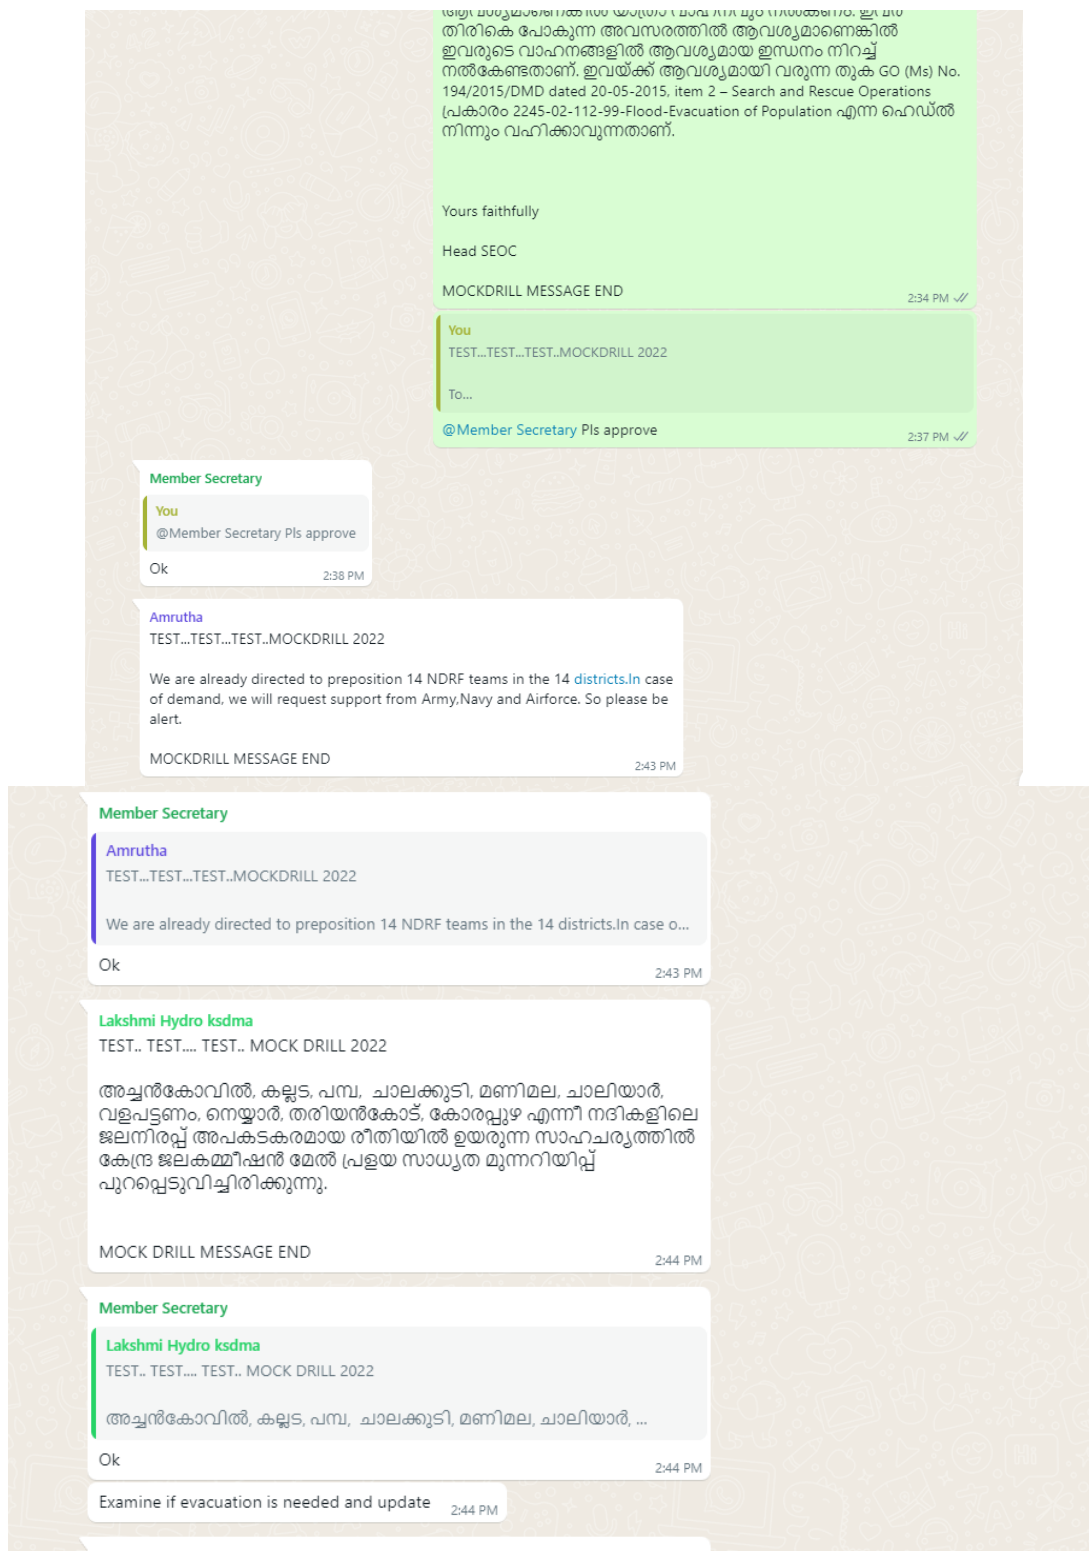 ആവശ്യമാണെങ്കിൽ യാത്രാ വാഹനവും നൽകണം. ഇവർ
തിരികെ പോകുന്ന അവസരത്തിൽ ആവശ്യമാണെങ്കിൽ
ഇവരുടെ വാഹനങ്ങളിൽ ആവശ്യമായ ഇന്ധനം നിറച്ച്
നൽകേണ്ടതാണ്. ഇവയ്ക്ക് ആവശ്യമായി വരുന്ന തുക GO (Ms) No.
194/2015/DMD dated 20-05-2015, item 2 – Search and Rescue Operations
പ്രകാരം 2245-02-112-99-Flood-Evacuation of Population എന്ന ഹെഡ്ൽ
നിന്നും വഹിക്കാവുന്നതാണ്.
Yours faithfully
Head SEOC
MOCKDRILL MESSAGE END
2:34 PM
You
TEST...TEST...TEST..MOCKDRILL 2022
To...
@Member Secretary Pls approve
2:37 PM
Member Secretary
You
@Member Secretary Pls approve
Ok
2:38 PM
Amrutha
TEST...TEST...TEST..MOCKDRILL 2022
We are already directed to preposition 14 NDRF teams in the 14 districts.In case
of demand, we will request support from Army,Navy and Airforce. So please be
alert.
MOCKDRILL MESSAGE END
2:43 PM
Member Secretary
Amrutha
TEST...TEST...TEST..MOCKDRILL 2022
We are already directed to preposition 14 NDRF teams in the 14 districts.In case o...
Ok
2:43 PM
Lakshmi Hydro ksdma
TEST.. TEST.... TEST.. MOCK DRILL 2022
അച്ചൻകോവിൽ, കല്ലട, പമ്പ, ചാലക്കുടി, മണിമല, ചാലിയാർ,
വളപട്ടണം, നെയ്യാർ, തരിയൻകോട്, കോരപ്പുഴ എന്നീ നദികളിലെ
ജലനിരപ്പ് അപകടകരമായ രീതിയിൽ ഉയരുന്ന സാഹചര്യത്തിൽ
കേന്ദ്ര ജലകമ്മീഷൻ മേൽ പ്രളയ സാധ്യത മുന്നറിയിപ്പ്
പുറപ്പെടുവിച്ചിരിക്കുന്നു.
MOCK DRILL MESSAGE END
2:44 PM
Member Secretary
Lakshmi Hydro ksdma
TEST.. TEST.... TEST.. MOCK DRILL 2022
അച്ചൻകോവിൽ, കല്ലട, പമ്പ, ചാലക്കുടി, മണിമല, ചാലിയാർ, ...
Ok
2:44 PM
Examine if evacuation is needed and update
2:44 PM